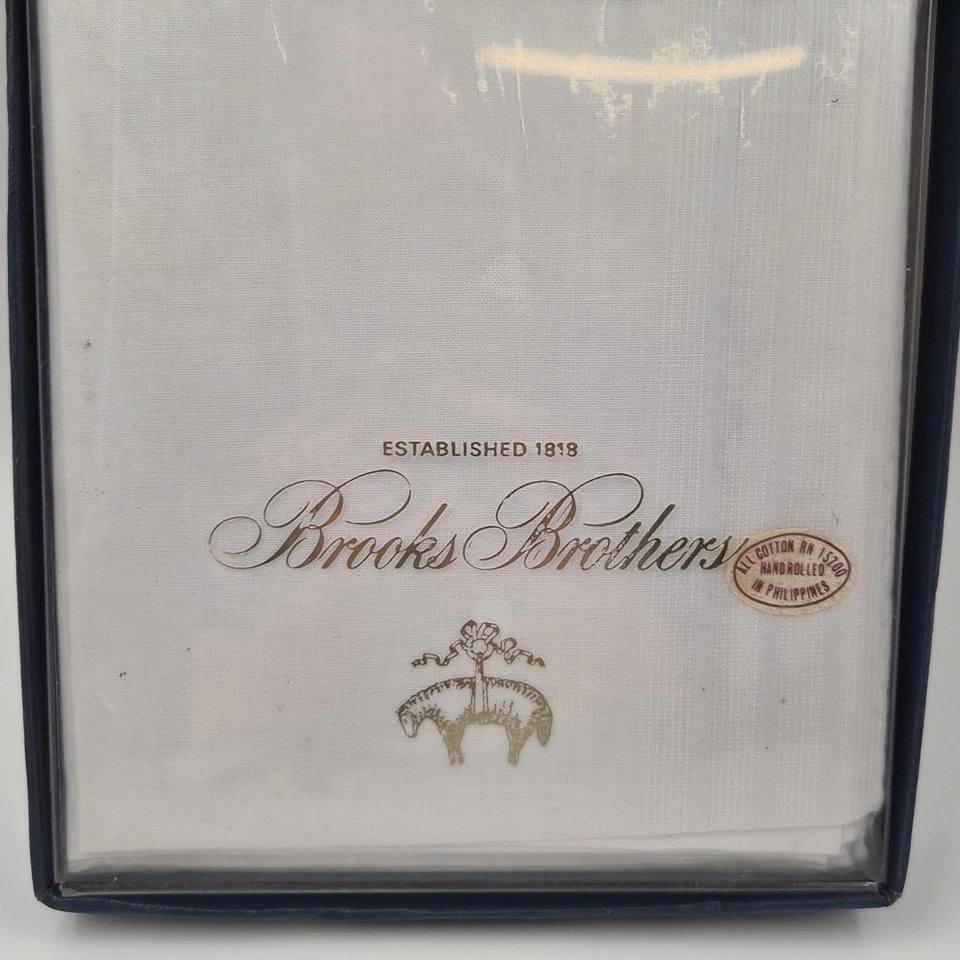 ESTABLISHED 1818
Brooks Brothers
ALL COTTON RN 15200
HANDROLLED
IN PHILIPPINES